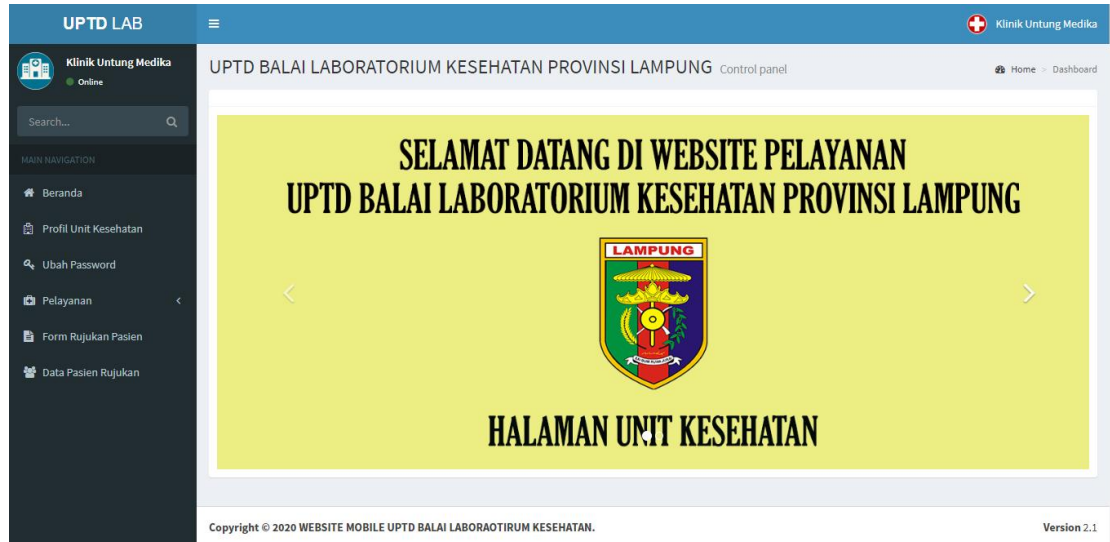 UPTD LAB
Klinik Untung Medika
Klinik Untung Medika
Online
UPTD BALAI LABORATORIUM KESEHATAN PROVINSI LAMPUNG Control panel
Home > Dashboard
Search...
MAIN NAVIGATION
Beranda
Profil Unit Kesehatan
Ubah Password
Pelayanan
Form Rujukan Pasien
Data Pasien Rujukan
SELAMAT DATANG DI WEBSITE PELAYANAN
UPTD BALAI LABORATORIUM KESEHATAN PROVINSI LAMPUNG
LAMPUNG
HALAMAN UNIT KESEHATAN
Copyright © 2020 WEBSITE MOBILE UPTD BALAI LABORAOTIRUM KESEHATAN.
Version 2.1